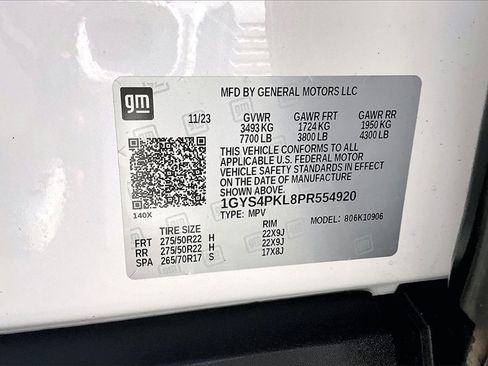 gm
MFD BY GENERAL MOTORS LLC
11/23 GVWR GAWR FRT GAWR RR
3493 KG 1724 KG 1950 KG
7700 LB 3800 LB 4300 LB
THIS VEHICLE CONFORMS TO ALL
APPLICABLE U.S. FEDERAL MOTOR
VEHICLE SAFETY STANDARDS IN EFFECT
ON THE DATE OF MANUFACTURE
SHOWN ABOVE.
1GYS4PKL8PR554920
140X TYPE: MPV MODEL: 806K10906
TIRE SIZE RIM
FRT 275/50R22 H 22X9J
RR 275/50R22 H 22X9J
SPA 265/70R17 S 17X8J